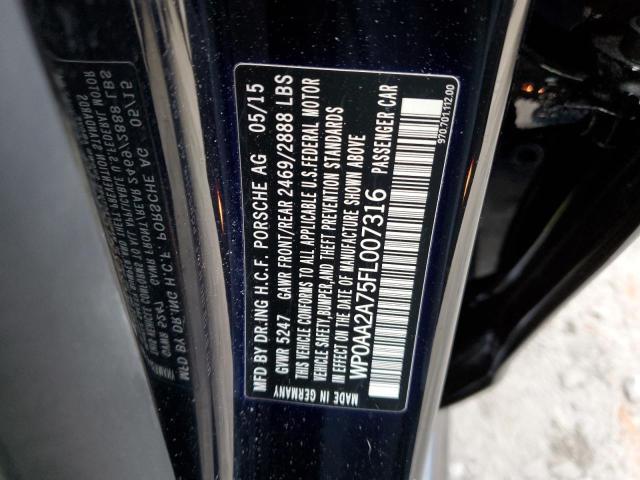 MFD BY DR.ING H.C.F. PORSCHE AG 05/15
GVWR 5247 GAWR FRONT/REAR 2469/2888 LBS
THIS VEHICLE CONFORMS TO ALL APPLICABLE U.S.FEDERAL MOTOR
VEHICLE SAFETY,BUMPER,AND THEFT PREVENTION STANDARDS
IN EFFECT ON THE DATE OF MANUFACTURE SHOWN ABOVE
WP0AA2A75FL007316 PASSENGER CAR
MADE IN GERMANY
970.701.112.00